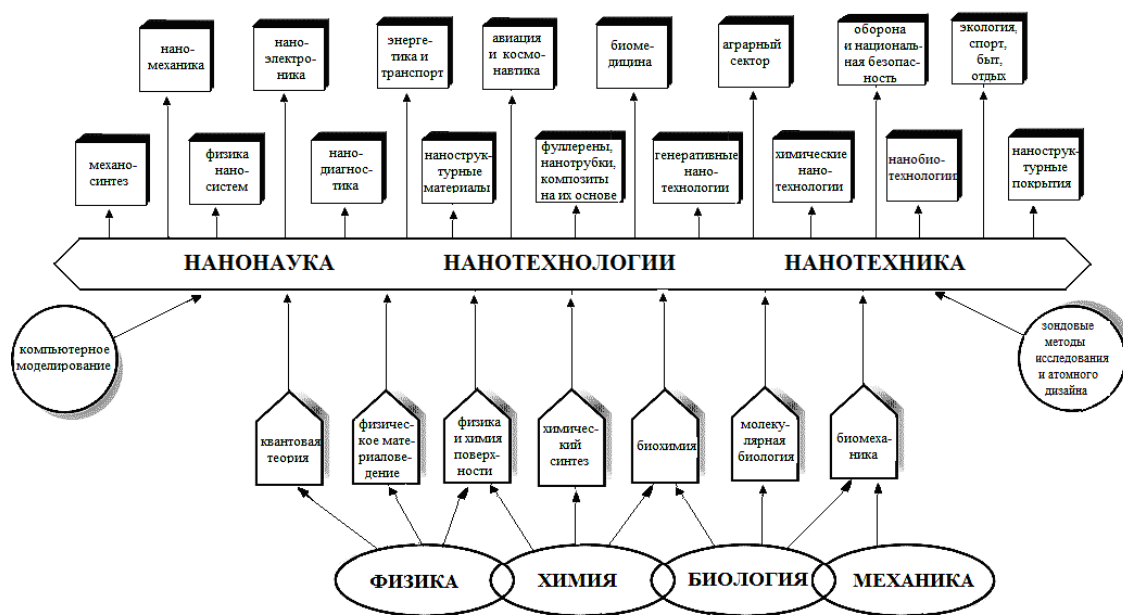 нано-
механика
нано-
электро-
ника
энерге-
тика и
транспорт
авиация
и космо-
навтика
биоме-
дицина
аграрный
сектор
оборона
и националь-
ная безопас-
ность
экология,
спорт,
быт,
отдых
механо-
синтез
физика
нано-
систем
нано-
диагнос-
тика
нанострук-
турные
материалы
фуллерены,
нанотрубки,
композиты
на их основе
генеративные
нано-
технологии
химические
нано-
технологии
нанобио-
технологии
нанострук-
турные
покрытия
НАНОНАУКА
НАНОТЕХНОЛОГИИ
НАНОТЕХНИКА
компьютерное
моделирование
зондовые
методы
исследования
и атомного
дизайна
квантовая
теория
физичес-
кое мате-
риалове-
дение
физика
и химия
поверх-
ности
химичес-
кий
синтез
биохимия
молеку-
лярная
биология
биомеха-
ника
ФИЗИКА
ХИМИЯ
БИОЛОГИЯ
МЕХАНИКА